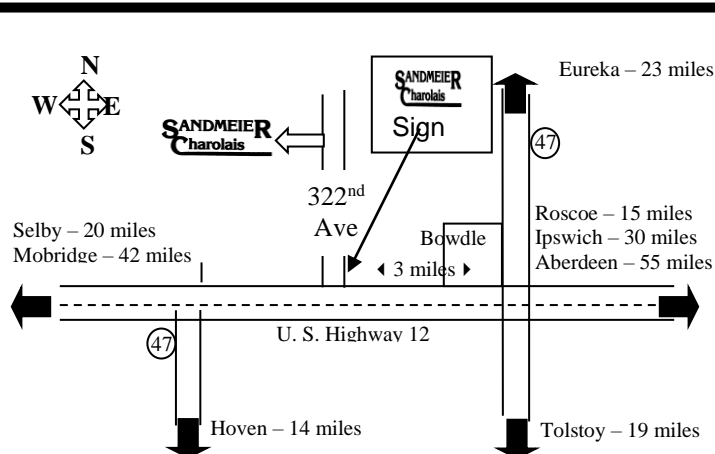 N
W E
S
SANDMEIER
Charolais
SANDMEIER
Charolais
Sign
Eureka – 23 miles
47
322nd
Ave
Bowdle
3 miles
Selby – 20 miles
Mobridge – 42 miles
Roscoe – 15 miles
Ipswich – 30 miles
Aberdeen – 55 miles
U. S. Highway 12
47
Hoven – 14 miles
Tolstoy – 19 miles